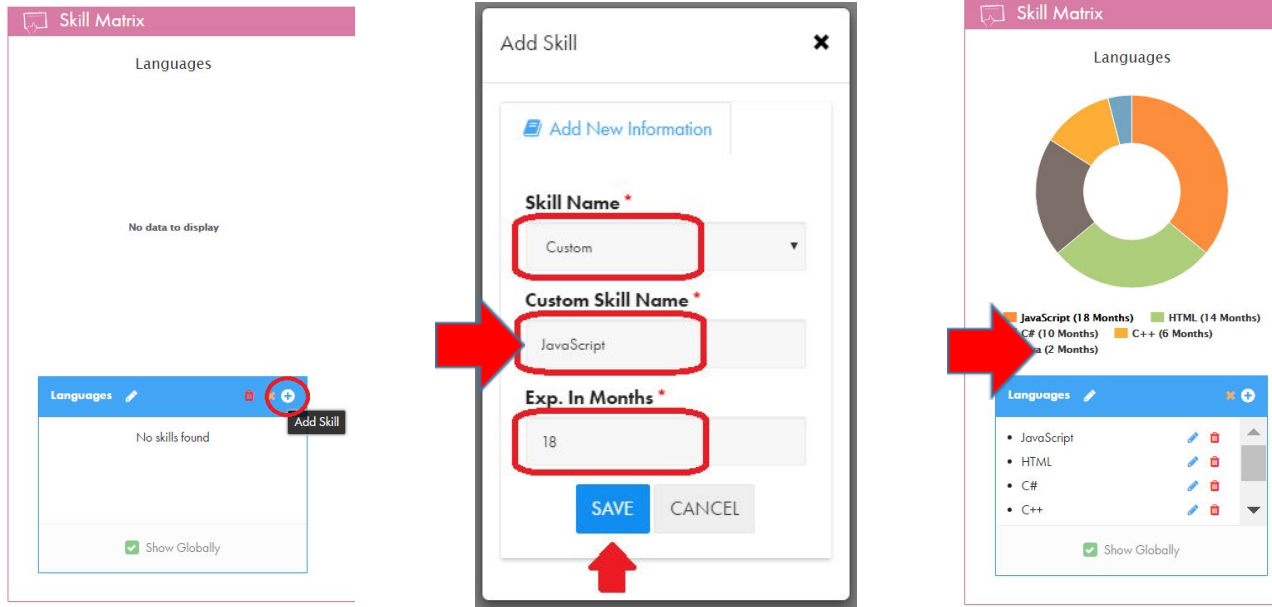 Skill Matrix
Languages
No data to display
Languages
Add Skill
No skills found
Show Globally
Add Skill
Add New Information
Skill Name *
Custom
Custom Skill Name *
JavaScript
Exp. In Months *
18
SAVE CANCEL
Skill Matrix
Languages
JavaScript (18 Months) HTML (14 Months)
C# (10 Months) C++ (6 Months)
(2 Months)
Languages
• JavaScript
• HTML
• C#
• C++
Show Globally